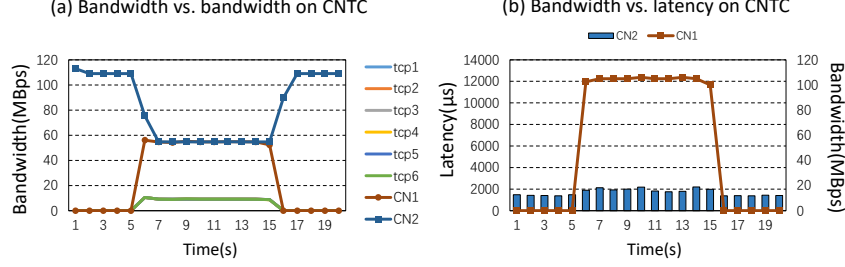 (a) Bandwidth vs. bandwidth on CNTC
120
100
80
60
40
20
0
Bandwidth(MBps)
1 3 5 7 9 11 13 15 17 19
Time(s)
tcp1
tcp2
tcp3
tcp4
tcp5
tcp6
CN1
CN2
(b) Bandwidth vs. latency on CNTC
CN2 CN1
14000
12000
10000
8000
6000
4000
2000
0
Latency(μs)
120
100
80
60
40
20
0
Bandwidth
(MBps)
1 3 5 7 9 11 13 15 17 19
Time(s)